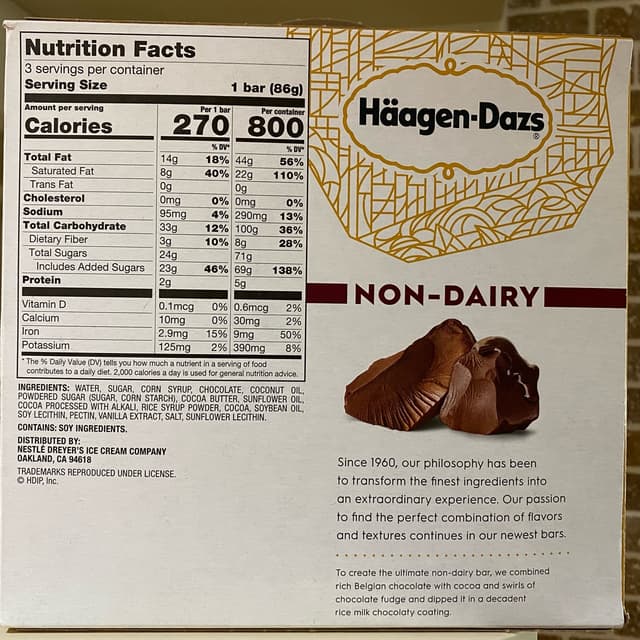 Nutrition Facts
3 servings per container
Serving Size 1 bar (86g)
Amount per serving Per 1 bar Per container
Calories 270 800
% DV* % DV*
Total Fat 14g 18% 44g 56%
Saturated Fat 8g 40% 22g 110%
Trans Fat 0g 0g
Cholesterol 0mg 0% 0mg 0%
Sodium 95mg 4% 290mg 13%
Total Carbohydrate 33g 12% 100g 36%
Dietary Fiber 3g 10% 8g 28%
Total Sugars 24g 71g
Includes Added Sugars 23g 46% 69g 138%
Protein 2g 5g
Vitamin D 0.1mcg 0% 0.6mcg 2%
Calcium 10mg 0% 30mg 2%
Iron 2.9mg 15% 9mg 50%
Potassium 125mg 2% 390mg 8%
* The % Daily Value (DV) tells you how much a nutrient in a serving of food
contributes to a daily diet. 2,000 calories a day is used for general nutrition advice.
INGREDIENTS: WATER, SUGAR, CORN SYRUP, CHOCOLATE, COCONUT OIL,
POWDERED SUGAR (SUGAR, CORN STARCH), COCOA BUTTER, SUNFLOWER OIL,
COCOA PROCESSED WITH ALKALI, RICE SYRUP POWDER, COCOA, SOYBEAN OIL,
SOY LECITHIN, PECTIN, VANILLA EXTRACT, SALT, SUNFLOWER LECITHIN.
CONTAINS: SOY INGREDIENTS.
DISTRIBUTED BY:
NESTLÉ DREYER'S ICE CREAM COMPANY
OAKLAND, CA 94618
TRADEMARKS REPRODUCED UNDER LICENSE.
© HDIP, Inc.
Häagen-Dazs®
NON-DAIRY
Since 1960, our philosophy has been
to transform the finest ingredients into
an extraordinary experience. Our passion
to find the perfect combination of flavors
and textures continues in our newest bars.
To create the ultimate non-dairy bar, we combined
rich Belgian chocolate with cocoa and swirls of
chocolate fudge and dipped it in a decadent
rice milk chocolaty coating.